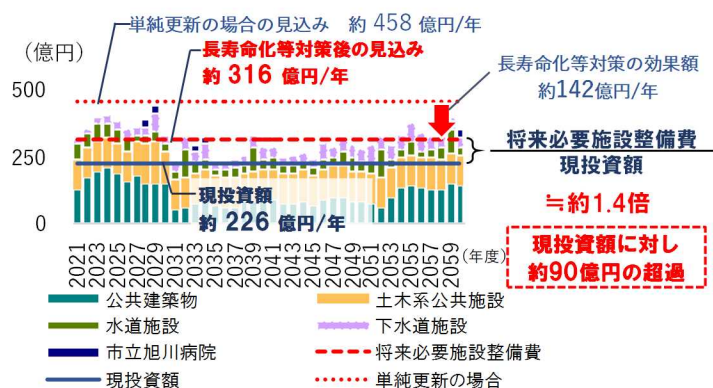 単純更新の場合の見込み 約 458 億円/年
(億円)
長寿命化等対策後の見込み
約 316 億円/年
長寿命化等対策の効果額
約142億円/年
500
250
0
将来必要施設整備費
現投資額
≒約1.4倍
現投資額
約 226 億円/年
現投資額に対し
約90億円の超過
2021
2023
2025
2027
2029
2031
2033
2035
2037
2039
2041
2043
2045
2047
2049
2051
2053
2055
2057
2059
(年度)
公共建築物
土木系公共施設
水道施設
下水道施設
市立旭川病院
将来必要施設整備費
現投資額
単純更新の場合